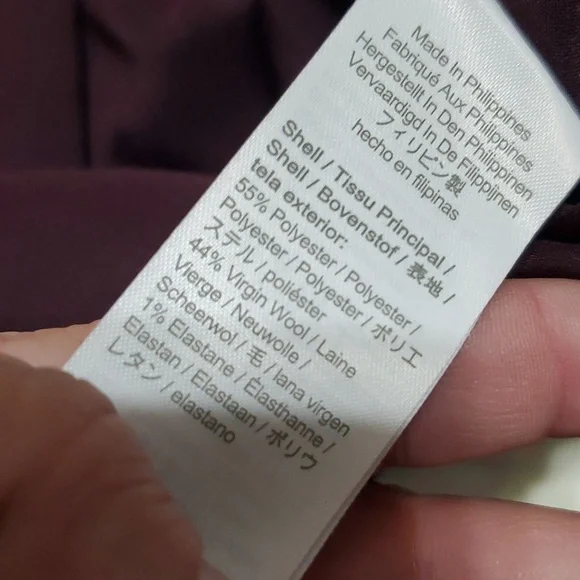 Made In Philippines
Fabriqué Aux Philippines
Hergestellt In Den Philippinen
Vervaardigd In De Filippijnen
フィリピン製
hecho en filipinas
Shell / Tissu Principal /
Shell / Bovenstof / 表地 /
tela exterior:
55% Polyester / Polyester /
Polyester / Polyester / ポリエ
ステル / poliéster
44% Virgin Wool / Laine
Vierge / Neuwolle /
Scheerwol / 毛 / lana virgen
1% Elastane / Élasthanne /
Elastan / Elastaan / ポリウ
レタン / elastano